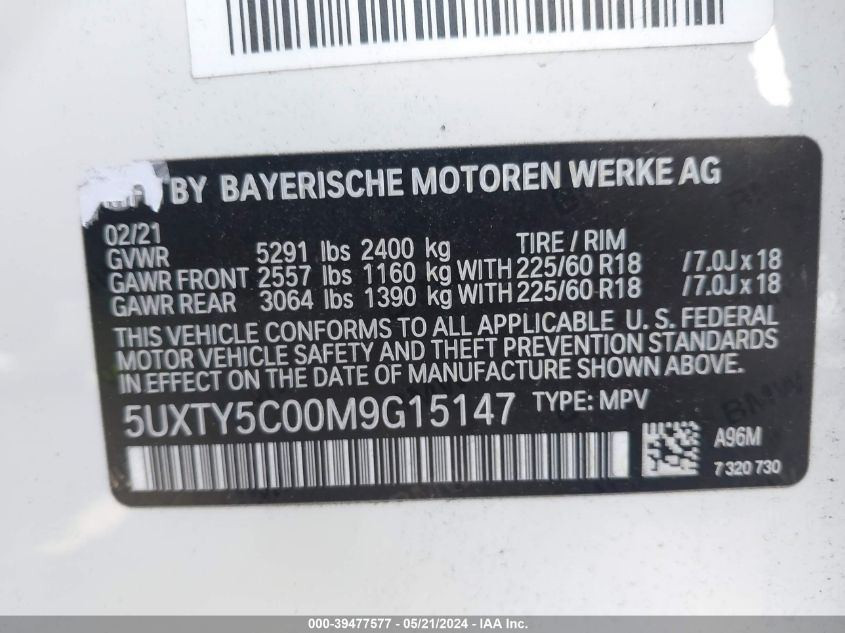 BY BAYERISCHE MOTOREN WERKE AG
02/21
GVWR 5291 lbs 2400 kg TIRE / RIM
GAWR FRONT 2557 lbs 1160 kg WITH 225/60 R18 /7.0J x 18
GAWR REAR 3064 lbs 1390 kg WITH 225/60 R18 /7.0J x 18
THIS VEHICLE CONFORMS TO ALL APPLICABLE U. S. FEDERAL
MOTOR VEHICLE SAFETY AND THEFT PREVENTION STANDARDS
IN EFFECT ON THE DATE OF MANUFACTURE SHOWN ABOVE.
5UXTY5C00M9G15147 TYPE: MPV
A96M
7 320 730
000-39477577 - 05/21/2024 - IAA Inc.